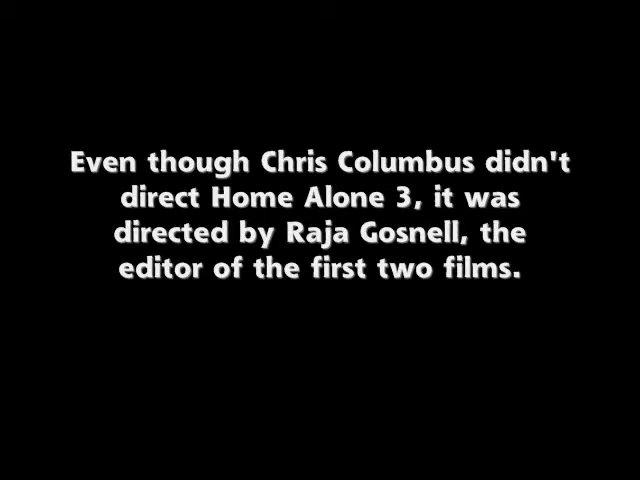 Even though Chris Columbus didn't
direct Home Alone 3, it was
directed by Raja Gosnell, the
editor of the first two films.